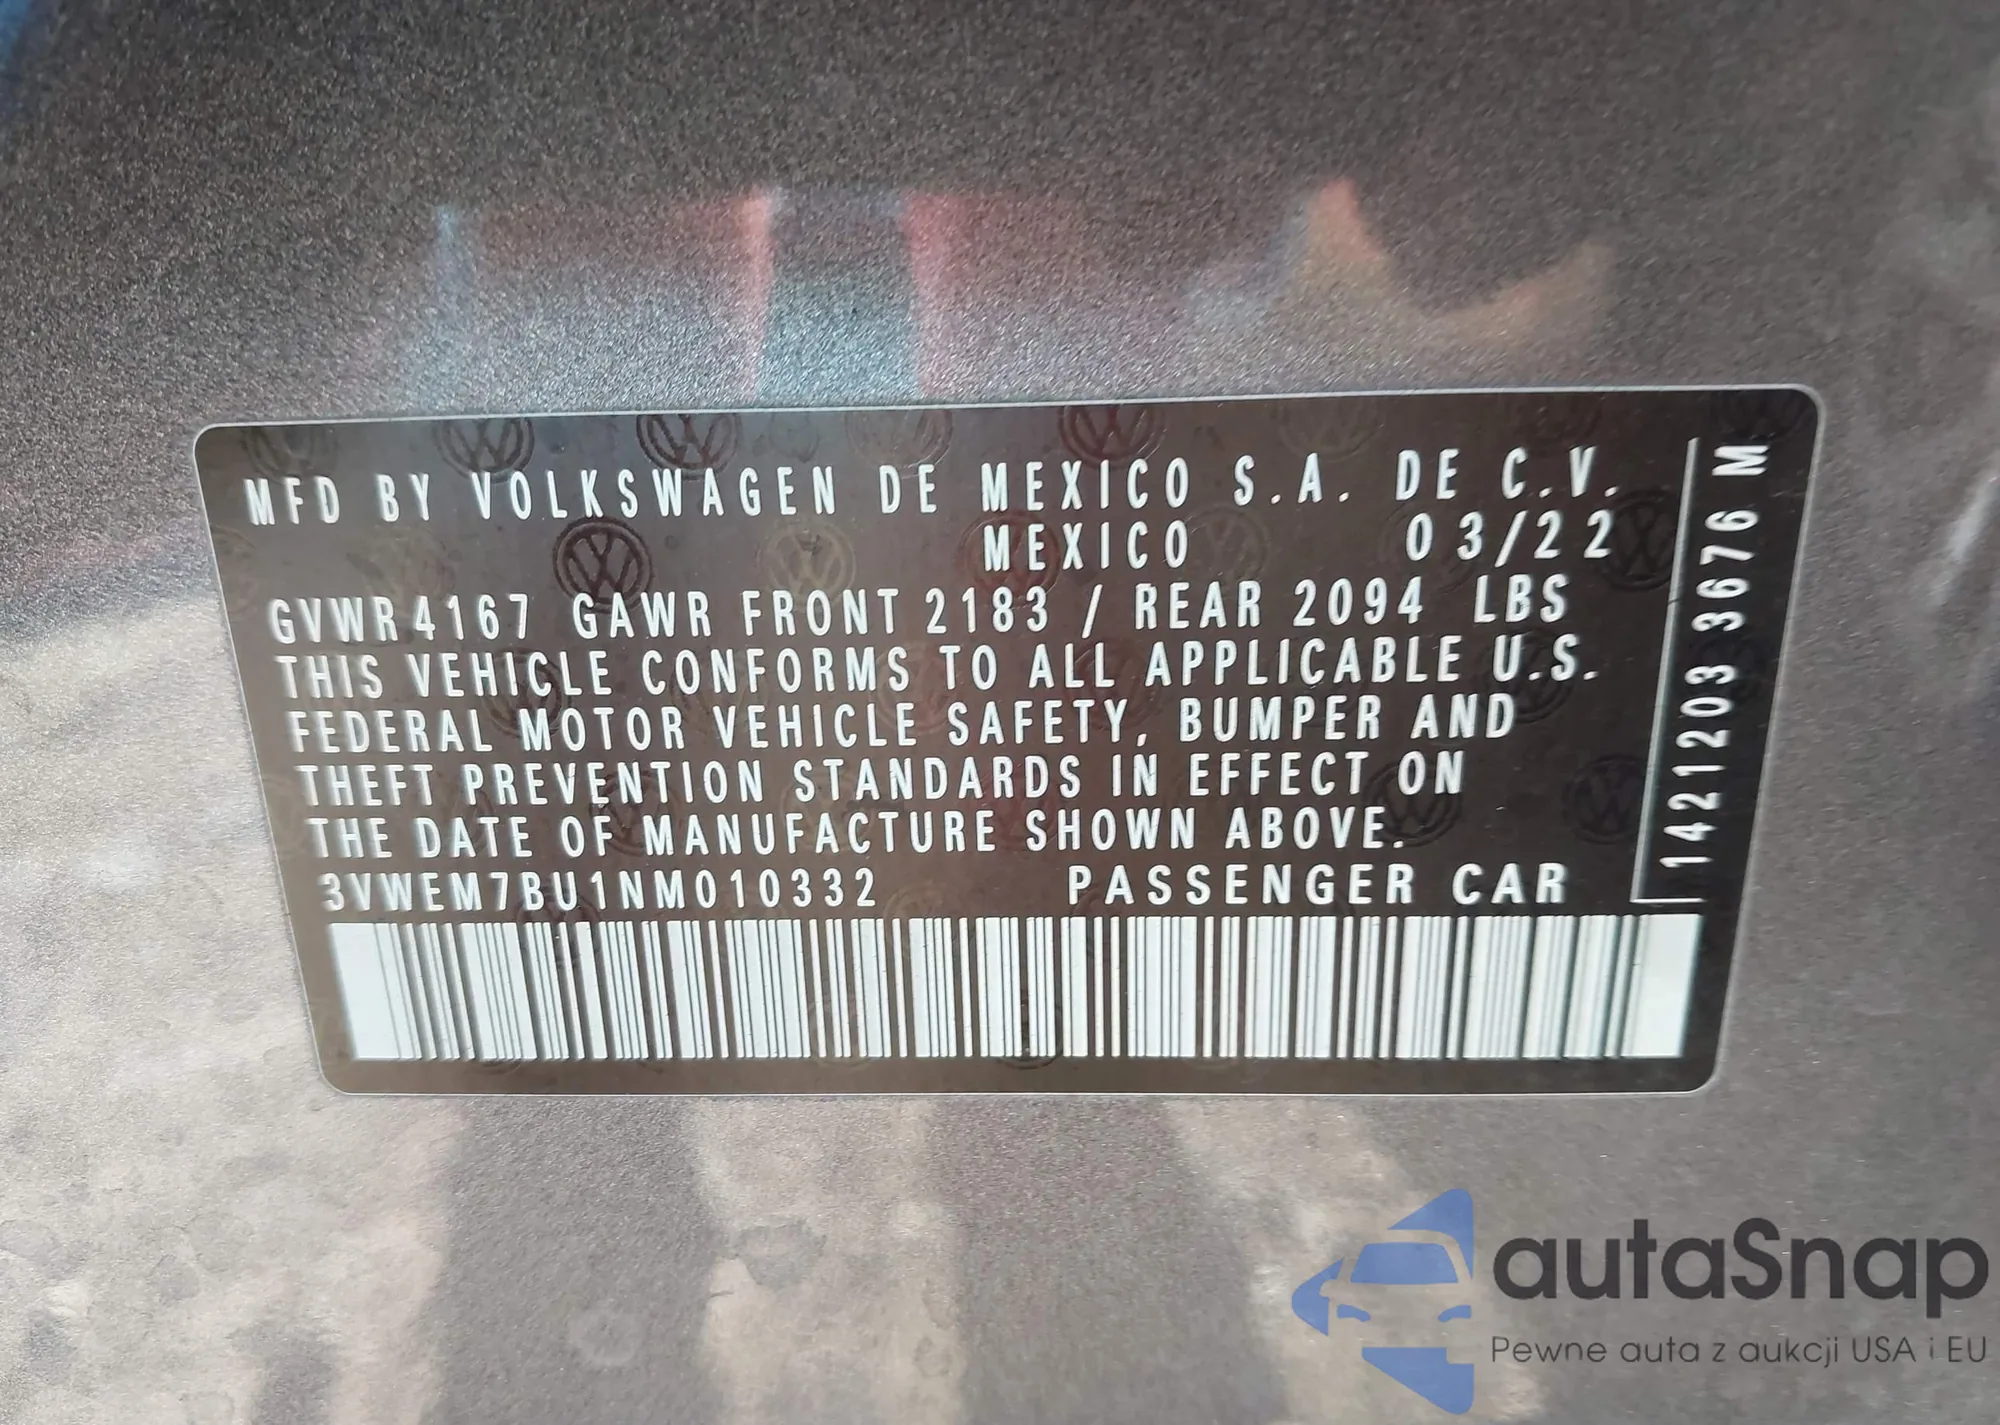 MFD BY VOLKSWAGEN DE MEXICO S.A. DE C.V.
MEXICO 03/22
GVWR 4167 GAWR FRONT 2183 / REAR 2094 LBS
THIS VEHICLE CONFORMS TO ALL APPLICABLE U.S.
FEDERAL MOTOR VEHICLE SAFETY, BUMPER AND
THEFT PREVENTION STANDARDS IN EFFECT ON
THE DATE OF MANUFACTURE SHOWN ABOVE.
3VWEM7BU1NM010332 PASSENGER CAR
1421203 3676 M
autaSnap
Pewne auta z aukcji USA i EU